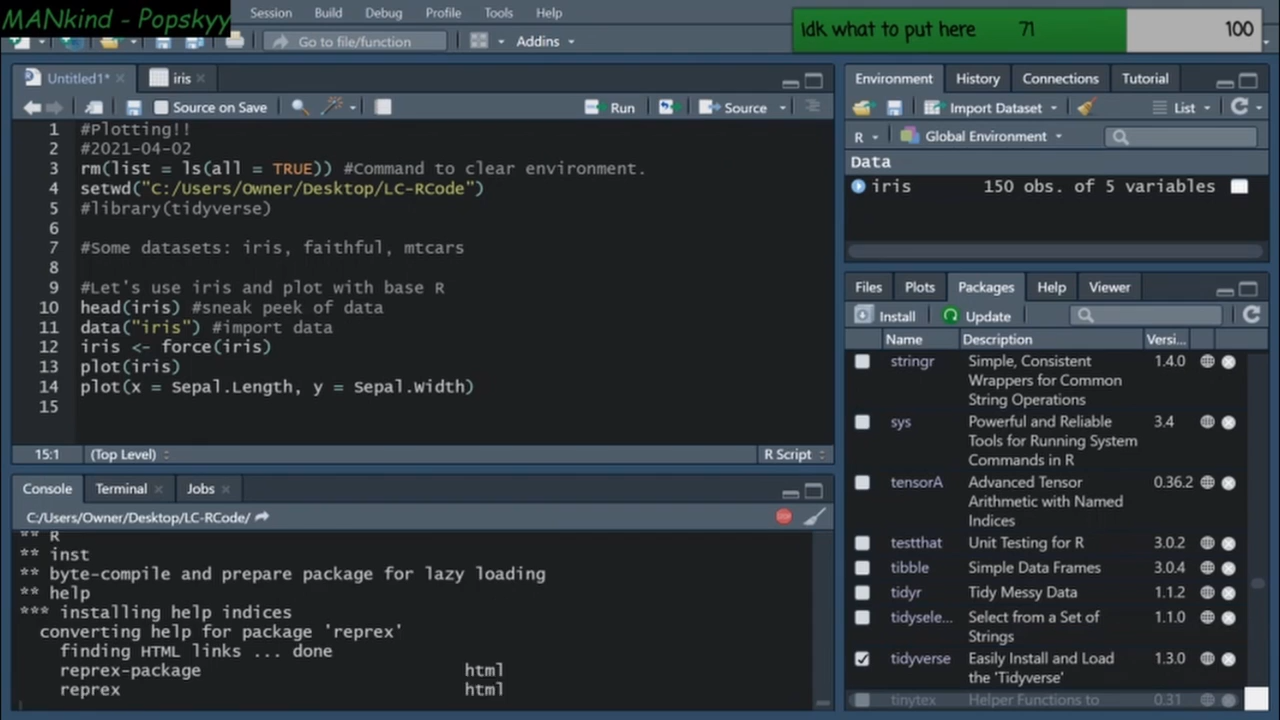 MANkind - Popskyy
Session Build Debug Profile Tools Help
Idk what to put here 71 100
Go to file/function Addins
Untitled1* iris
Source on Save Run Source
1 #Plotting!!
2 #2021-04-02
3 rm(list = ls(all = TRUE)) #Command to clear environment.
4 setwd("C:/Users/Owner/Desktop/LC-RCode")
5 #library(tidyverse)
6
7 #Some datasets: iris, faithful, mtcars
8
9 #Let's use iris and plot with base R
10 head(iris) #sneak peek of data
11 data("iris") #import data
12 iris <- force(iris)
13 plot(iris)
14 plot(x = Sepal.Length, y = Sepal.Width)
15
15:1 (Top Level) R Script
Console Terminal Jobs
C:/Users/Owner/Desktop/LC-RCode/
** R
** inst
** byte-compile and prepare package for lazy loading
** help
*** installing help indices
converting help for package 'reprex'
finding HTML links ... done
reprex-package html
reprex html
Environment History Connections Tutorial
Import Dataset List
R Global Environment
Data
iris 150 obs. of 5 variables
Files Plots Packages Help Viewer
Install Update
Name Description Versi...
stringr Simple, Consistent 1.4.0
Wrappers for Common
String Operations
sys Powerful and Reliable 3.4
Tools for Running System
Commands in R
tensorA Advanced Tensor 0.36.2
Arithmetic with Named
Indices
testthat Unit Testing for R 3.0.2
tibble Simple Data Frames 3.0.4
tidyr Tidy Messy Data 1.1.2
tidysele... Select from a Set of 1.1.0
Strings
tidyverse Easily Install and Load 1.3.0
the 'Tidyverse'
tinytex Helper Functions to 0.31